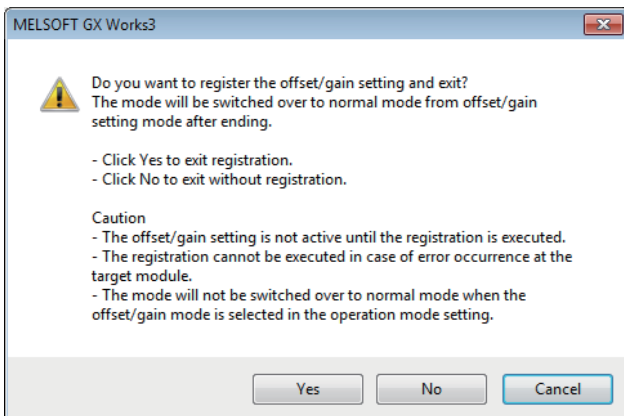 MELSOFT GX Works3
Do you want to register the offset/gain setting and exit?
The mode will be switched over to normal mode from offset/gain
setting mode after ending.
- Click Yes to exit registration.
- Click No to exit without registration.
Caution
- The offset/gain setting is not active until the registration is executed.
- The registration cannot be executed in case of error occurrence at the
target module.
- The mode will not be switched over to normal mode when the
offset/gain mode is selected in the operation mode setting.
Yes
No
Cancel